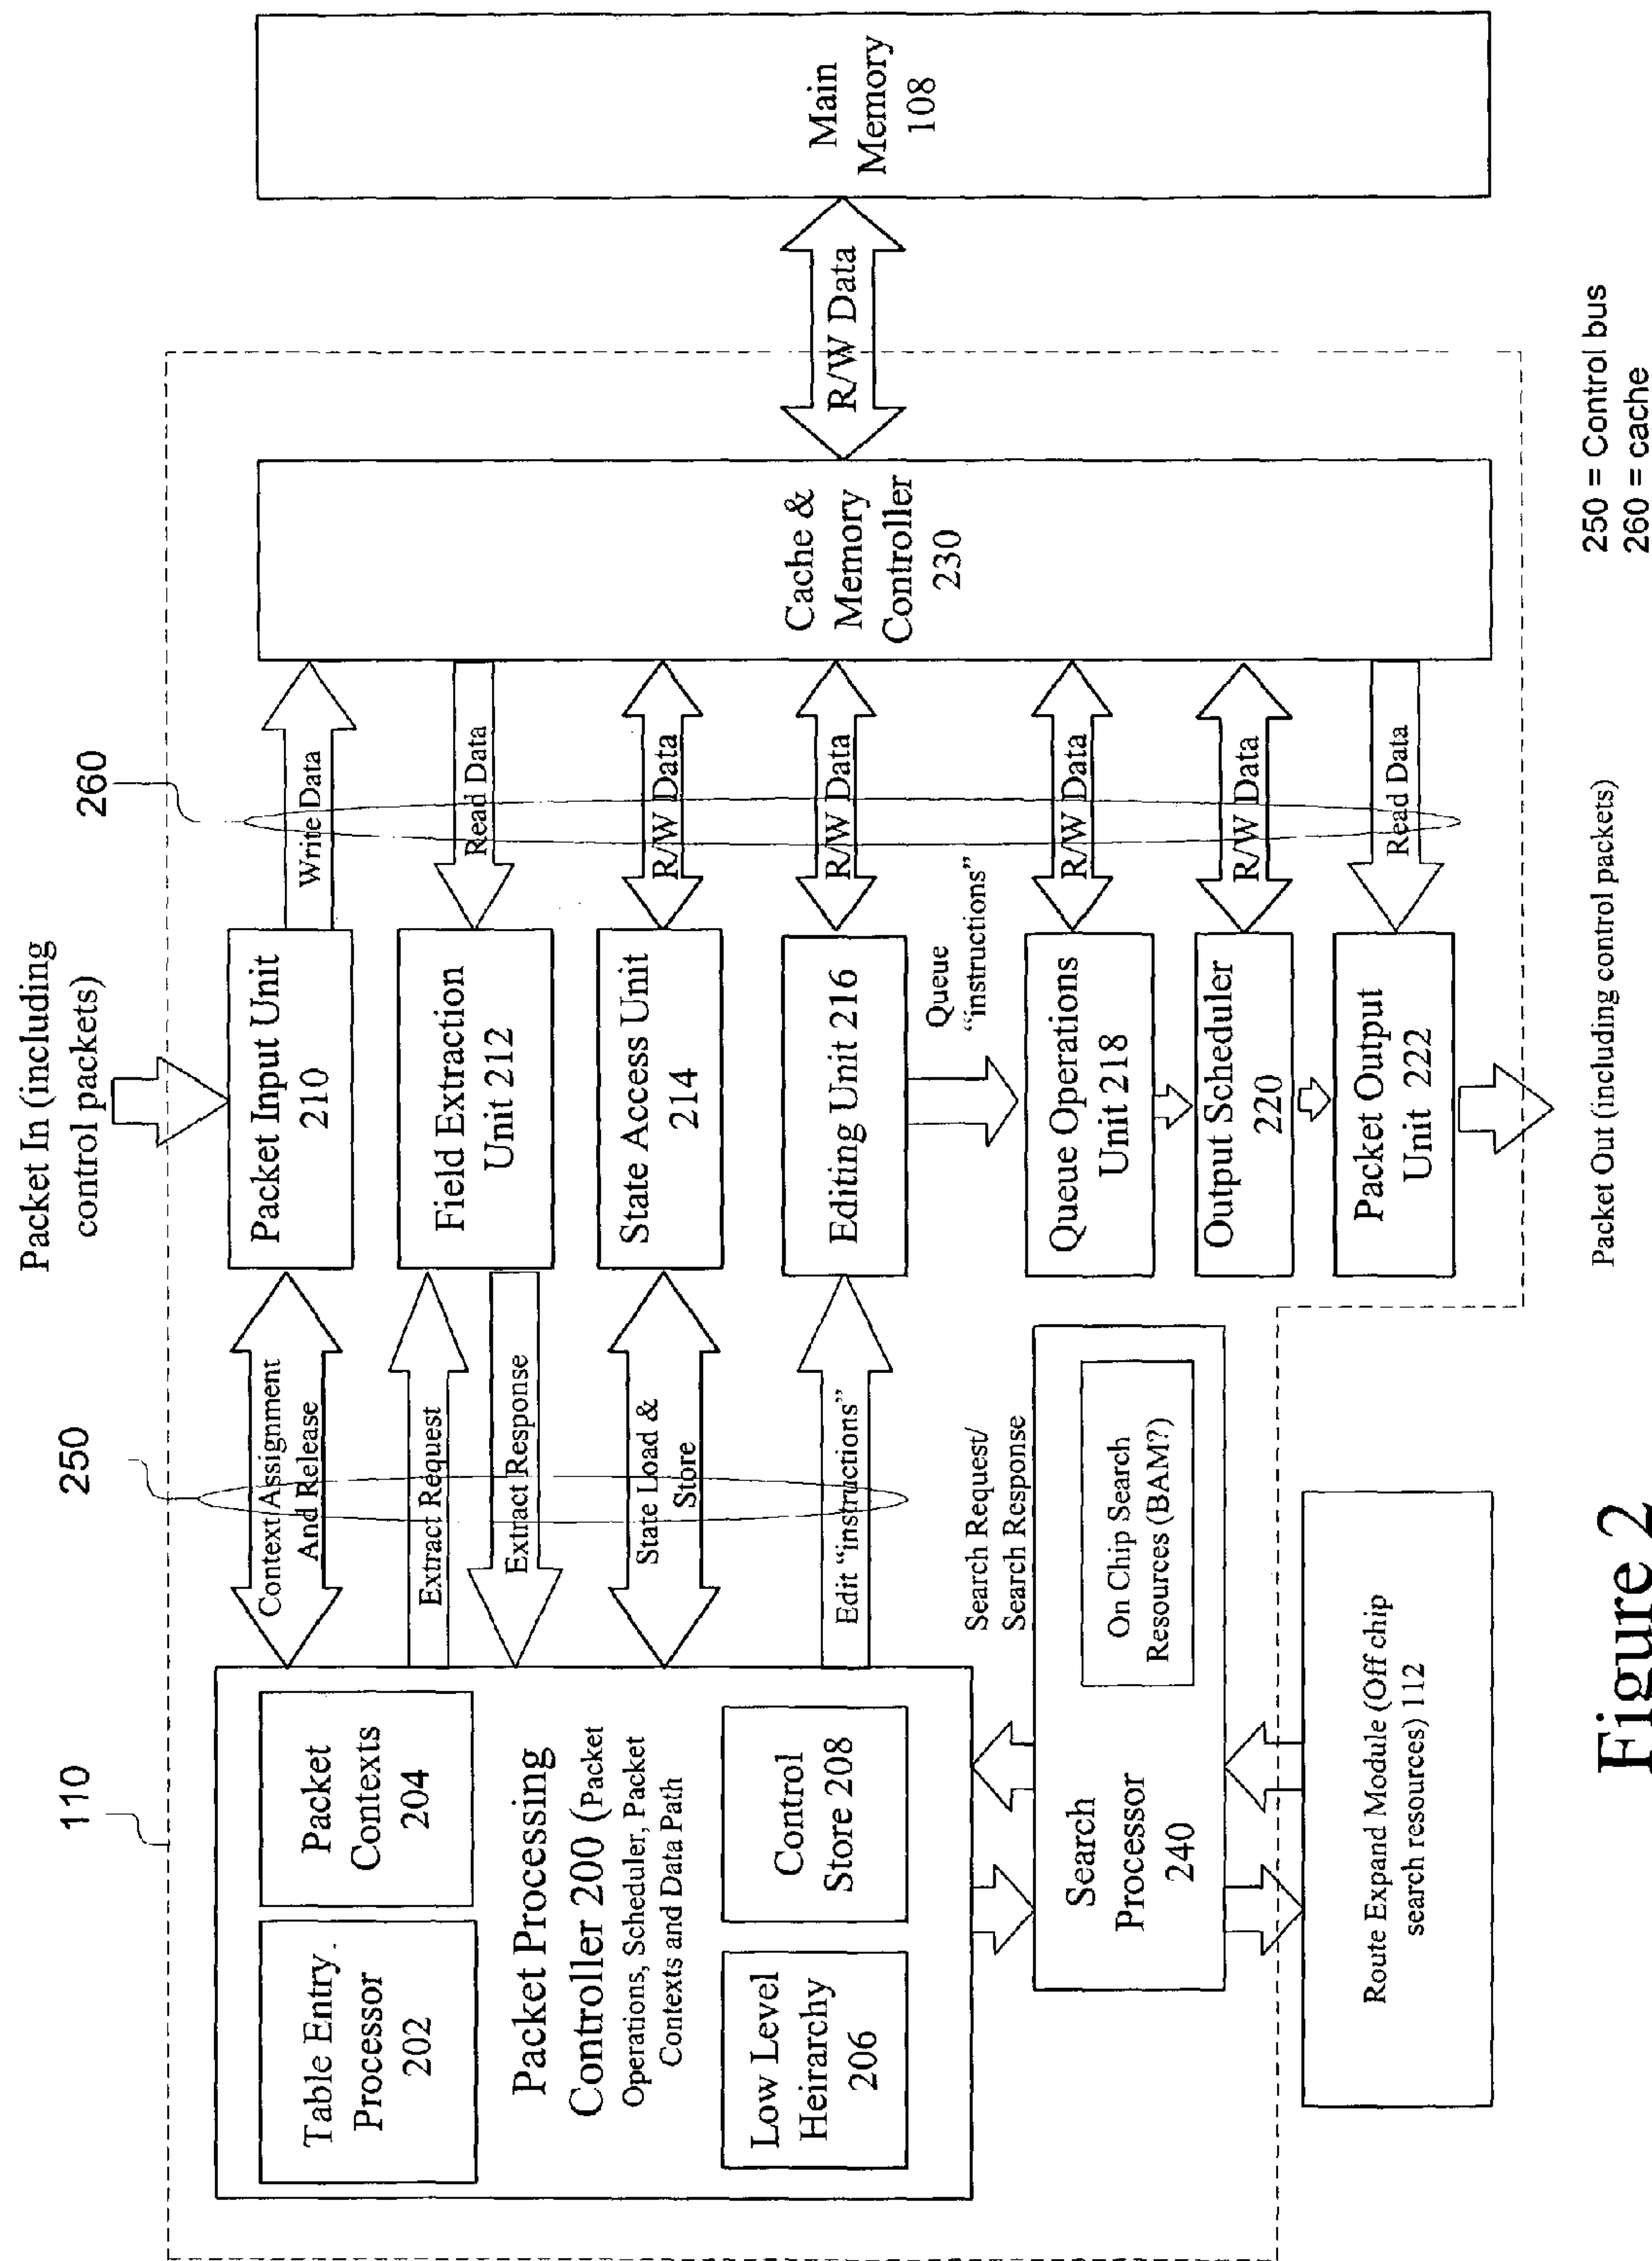 Packet In (including
control packets)
110
250
260
Table Entry.
Processor
202
Packet
Contexts
204
Packet Processing
Controller 200 (Packet
Operations, Scheduler, Packet
Contexts and Data Path
Low Level
Heirarchy
206
Control
Store 208
Context Assignment
And Release
Extract Request
Extract Response
State Load &
Store
Edit “instructions”
Packet Input Unit
210
Field Extraction
Unit 212
State Access Unit
214
Editing Unit 216
Queue
“instructions”
Queue Operations
Unit 218
Output Scheduler
220
Packet Output
Unit 222
Write Data
Read Data
R/W Data
R/W Data
R/W Data
R/W Data
Read Data
Cache &
Memory
Controller
230
R/W Data
Main
Memory
108
Search Request/
Search Response
Search
Processor
240
On Chip Search
Resources (BAM?)
Route Expand Module (Off chip
search resources) 112
Packet Out (including control packets)
250 = Control bus
260 = cache
Figure 2